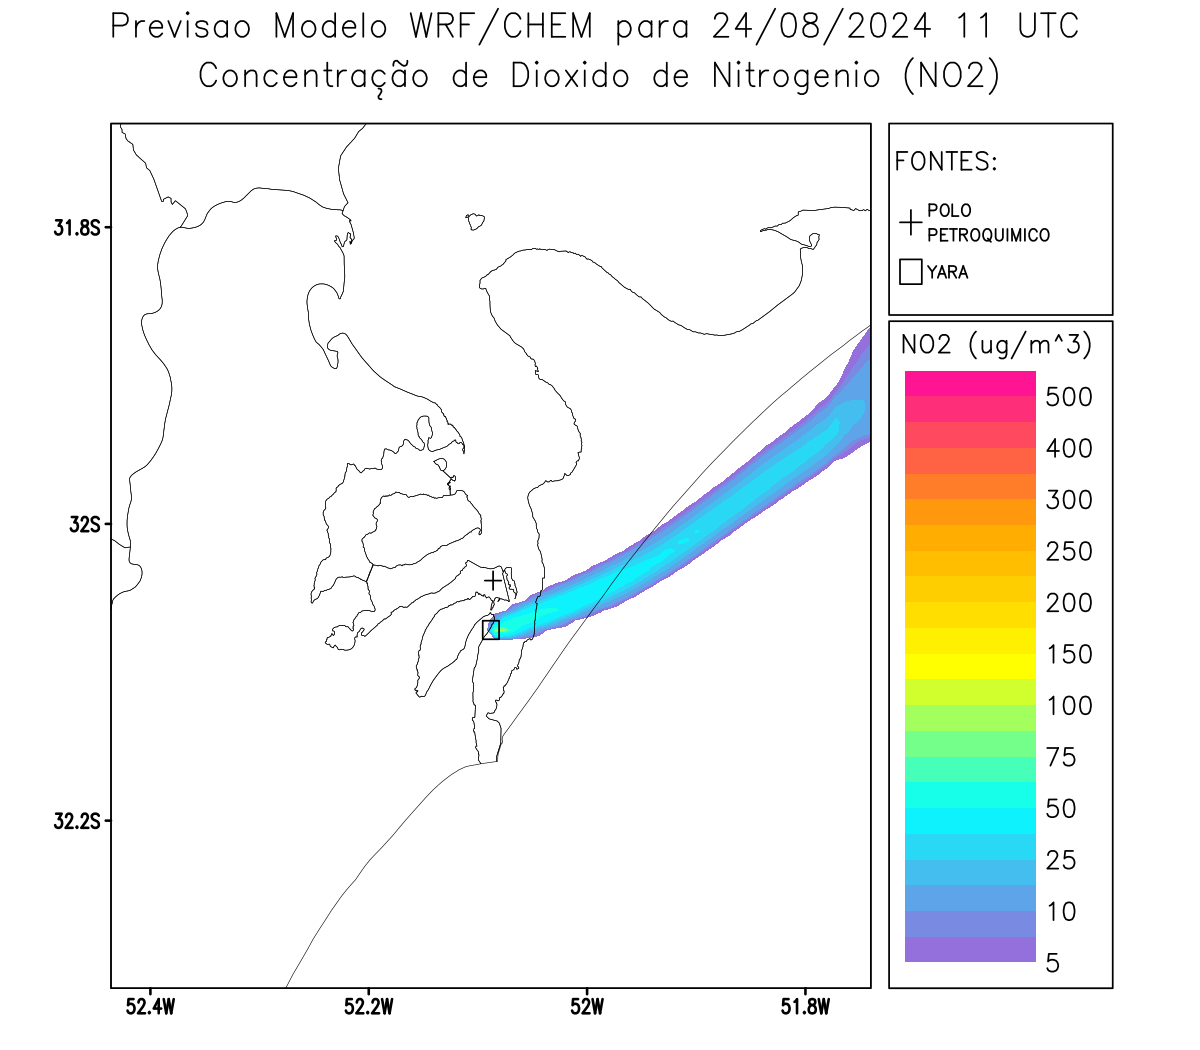 Previsao Modelo WRF/CHEM para 24/08/2024 11 UTC
Concentração de Dioxido de Nitrogenio (NO2)
FONTES:
POLO
PETROQUIMICO
YARA
31.8S
32S
32.2S
52.4W
52.2W
52W
51.8W
NO2 (ug/m^3)
500
400
300
250
200
150
100
75
50
25
10
5